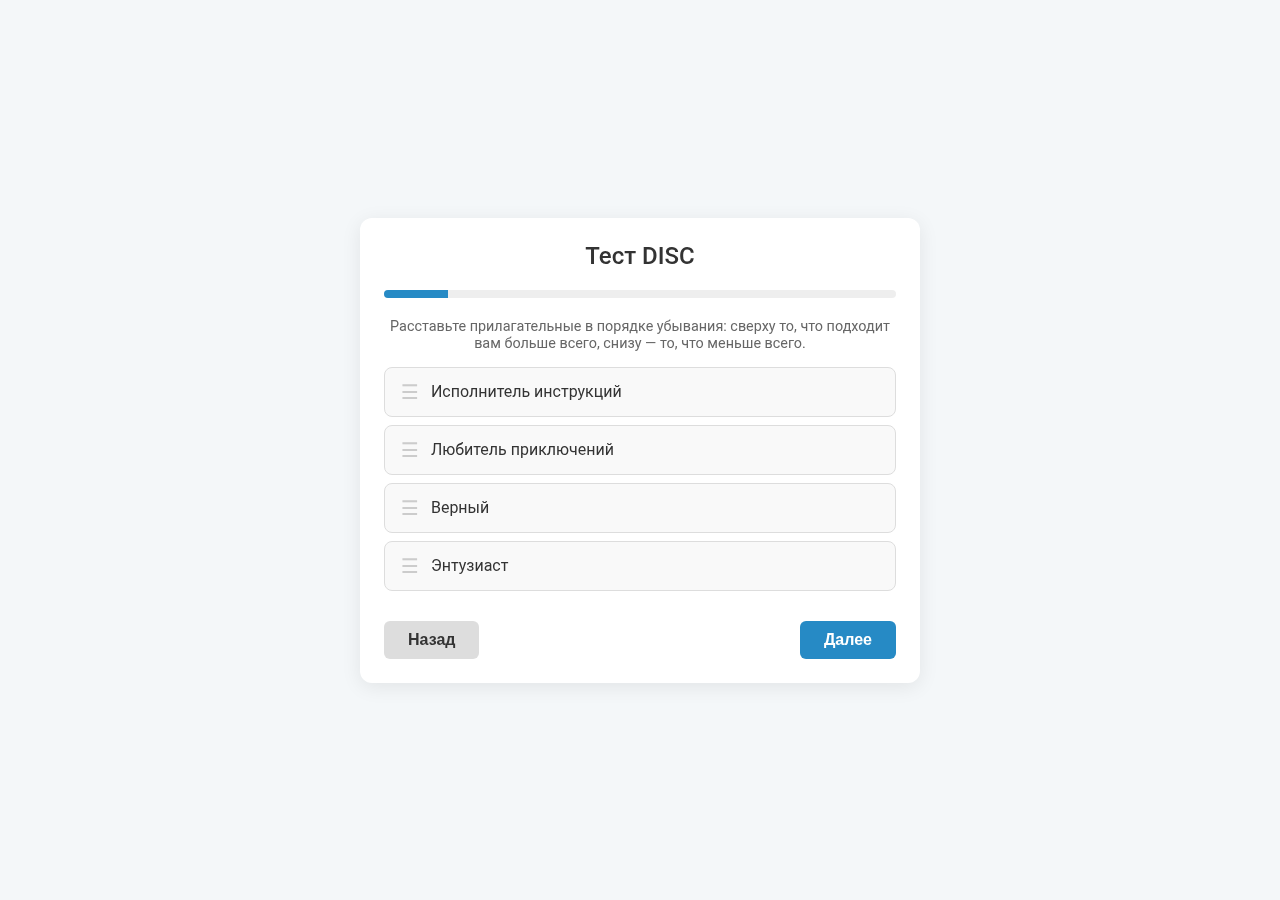 Тест DISC
Расставьте прилагательные в порядке убывания: сверху то, что подходит
вам больше всего, снизу — то, что меньше всего.
Исполнитель инструкций
Любитель приключений
Верный
Энтузиаст
Назад
Далее